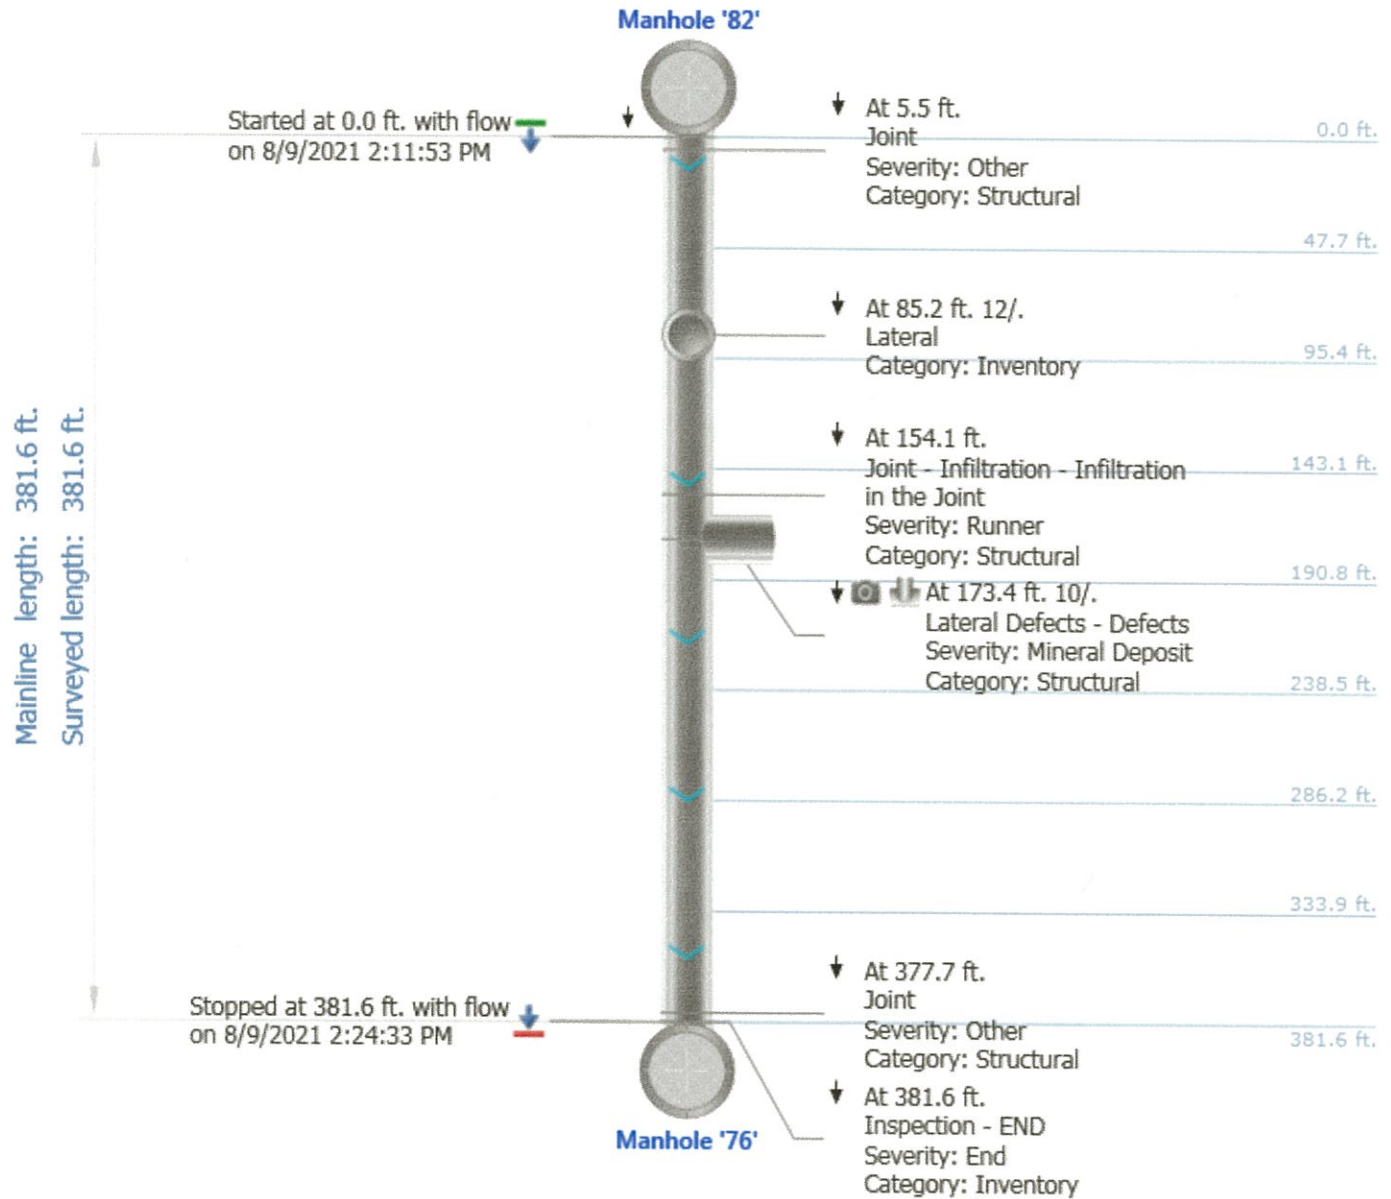 Manhole '82'
Started at 0.0 ft. with flow
on 8/9/2021 2:11:53 PM
At 5.5 ft.
Joint
Severity: Other
Category: Structural
0.0 ft.
47.7 ft.
At 85.2 ft. 12/.
Lateral
Category: Inventory
95.4 ft.
At 154.1 ft.
Joint - Infiltration - Infiltration
in the Joint
Severity: Runner
Category: Structural
143.1 ft.
190.8 ft.
At 173.4 ft. 10/.
Lateral Defects - Defects
Severity: Mineral Deposit
Category: Structural
238.5 ft.
286.2 ft.
333.9 ft.
Mainline length: 381.6 ft.
Surveyed length: 381.6 ft.
Stopped at 381.6 ft. with flow
on 8/9/2021 2:24:33 PM
At 377.7 ft.
Joint
Severity: Other
Category: Structural
381.6 ft.
At 381.6 ft.
Inspection - END
Severity: End
Category: Inventory
Manhole '76'